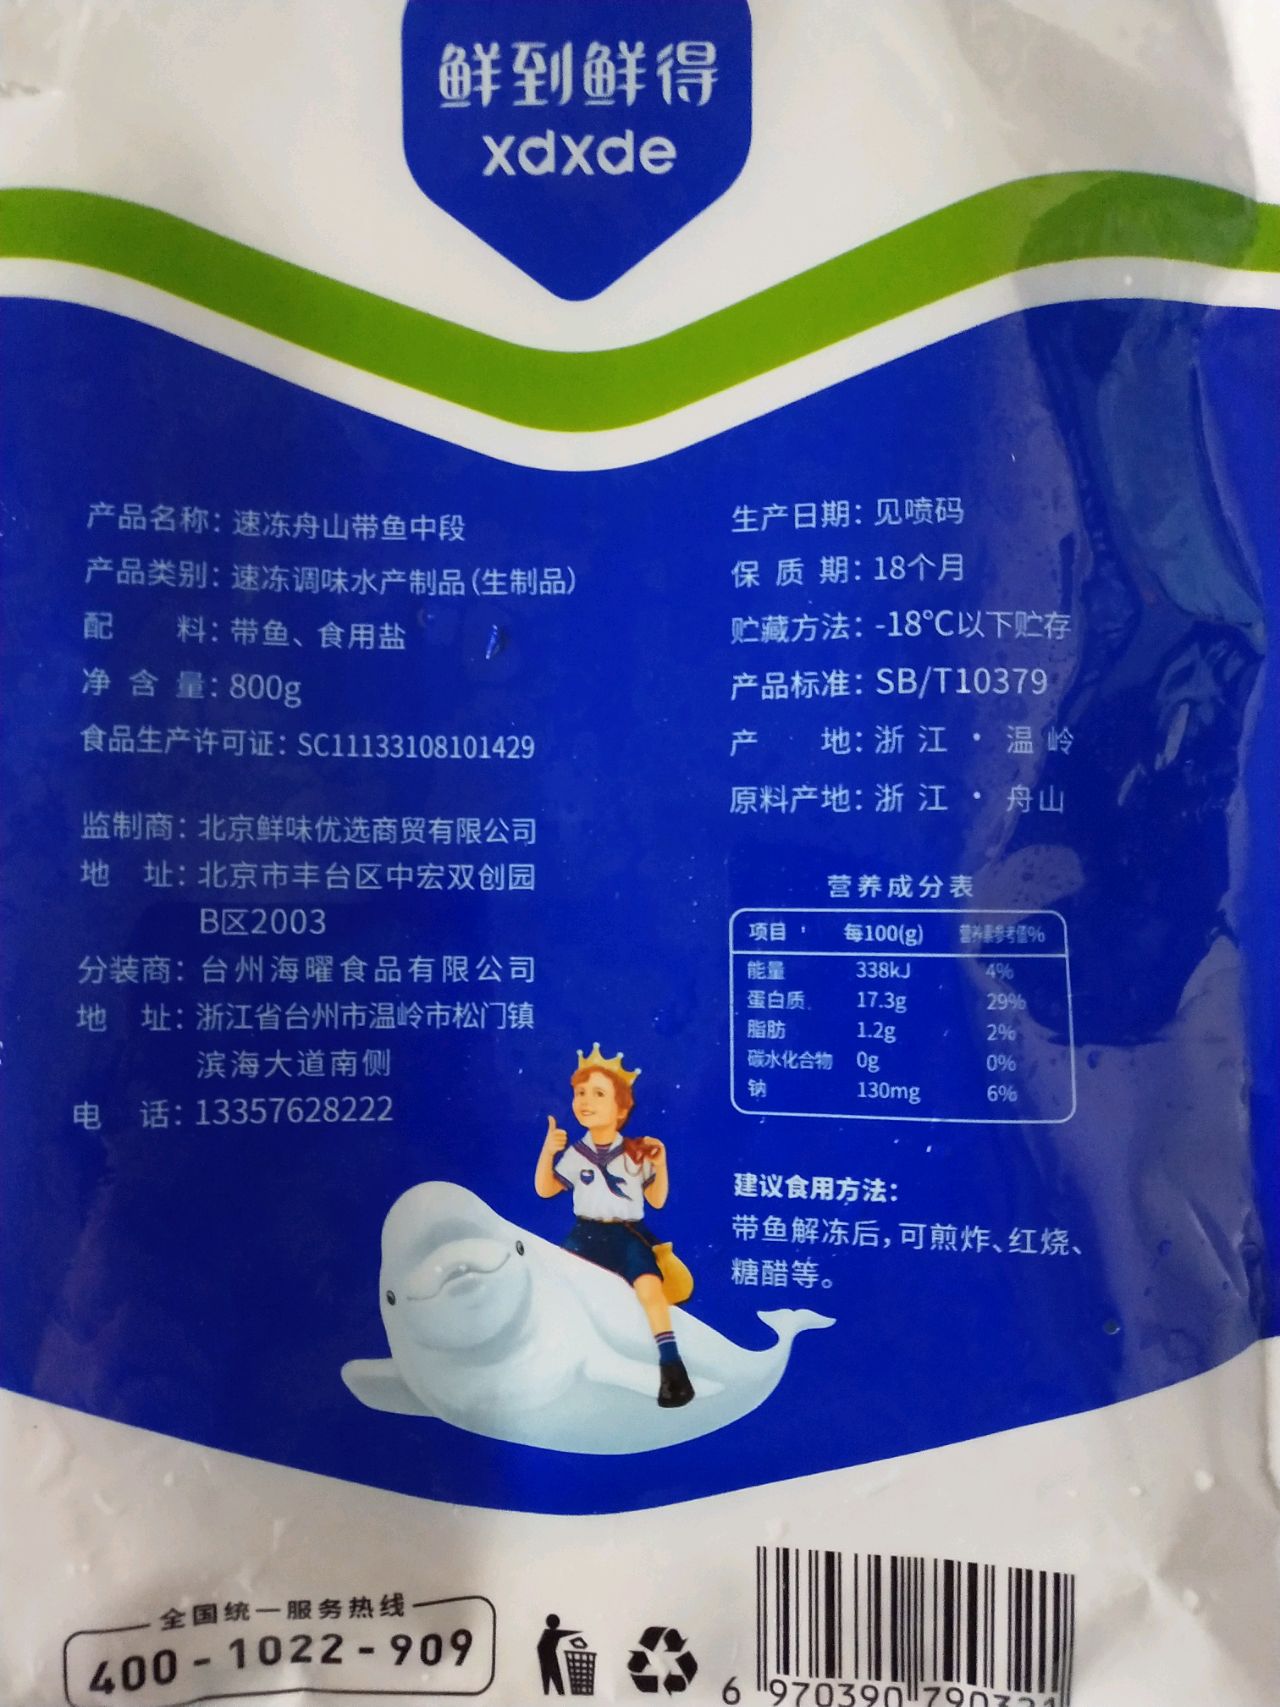 鲜到鲜得
xdxde
产品名称：速冻舟山带鱼中段
产品类别：速冻调味水产制品（生制品）
配 料：带鱼、食用盐
净 含 量：800g
食品生产许可证：SC11133108101429
监制商：北京鲜味优选商贸有限公司
地 址：北京市丰台区中宏双创园
B区2003
分装商：台州海曜食品有限公司
地 址：浙江省台州市温岭市松门镇
滨海大道南侧
电 话：13357628222
生产日期：见喷码
保 质 期：18个月
贮藏方法：-18℃以下贮存
产品标准：SB/T10379
产 地：浙 江 · 温 岭
原料产地：浙 江 · 舟山
营养成分表
项目 每100(g) 营养素参考值%
能量 338kJ 4%
蛋白质 17.3g 29%
脂肪 1.2g 2%
碳水化合物 0g 0%
钠 130mg 6%
建议食用方法：
带鱼解冻后，可煎炸、红烧、
糖醋等。
全国统一服务热线
400-1022-909
6 970390